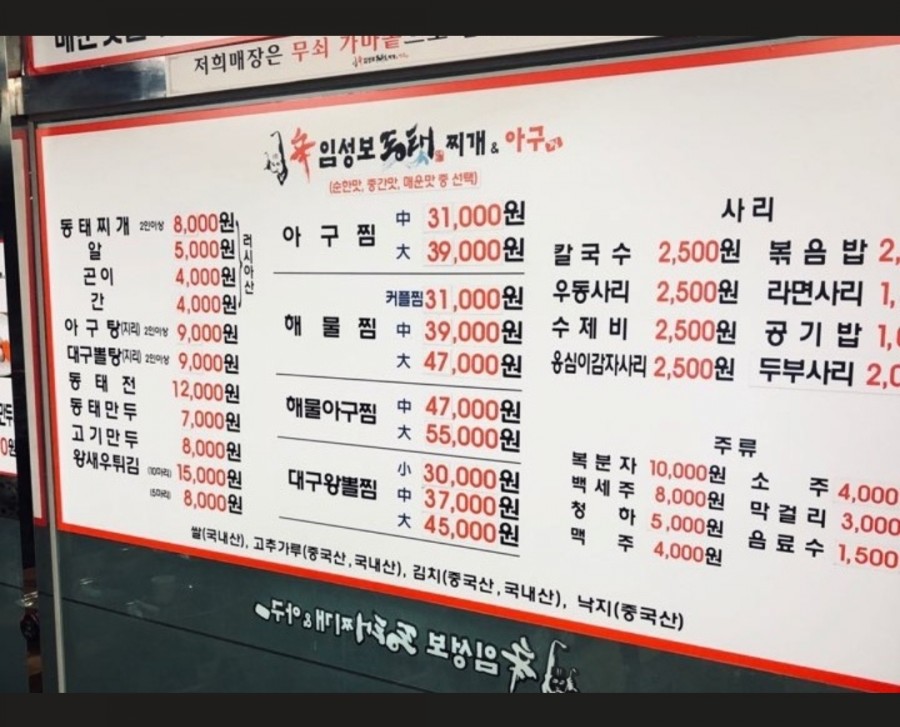 저희매장은 무쇠 가마솥으로
辛 임성보 동태 찌개 & 아구찜
(순한맛, 중간맛, 매운맛 중 선택)
동태찌개 2인이상 8,000원
알 5,000원
곤이 4,000원
간 4,000원
러시아산
아구탕(지리) 2인이상 9,000원
대구뽈탕(지리) 2인이상 9,000원
동태전 12,000원
동태만두 7,000원
고기만두 8,000원
왕새우튀김 (10마리) 15,000원
(5마리) 8,000원
아구찜 中 31,000원
大 39,000원
해물찜 커플찜 31,000원
中 39,000원
大 47,000원
해물아구찜 中 47,000원
大 55,000원
대구왕뽈찜 小 30,000원
中 37,000원
大 45,000원
사리
칼국수 2,500원 볶음밥
우동사리 2,500원 라면사리
수제비 2,500원 공기밥
옹심이감자사리 2,500원 두부사리
주류
복분자 10,000원 소주 4,000
백세주 8,000원 막걸리 3,000
청하 5,000원 음료수 1,500
맥주 4,000원
쌀(국내산), 고추가루(중국산,국내산), 김치(중국산,국내산), 낙지(중국산)